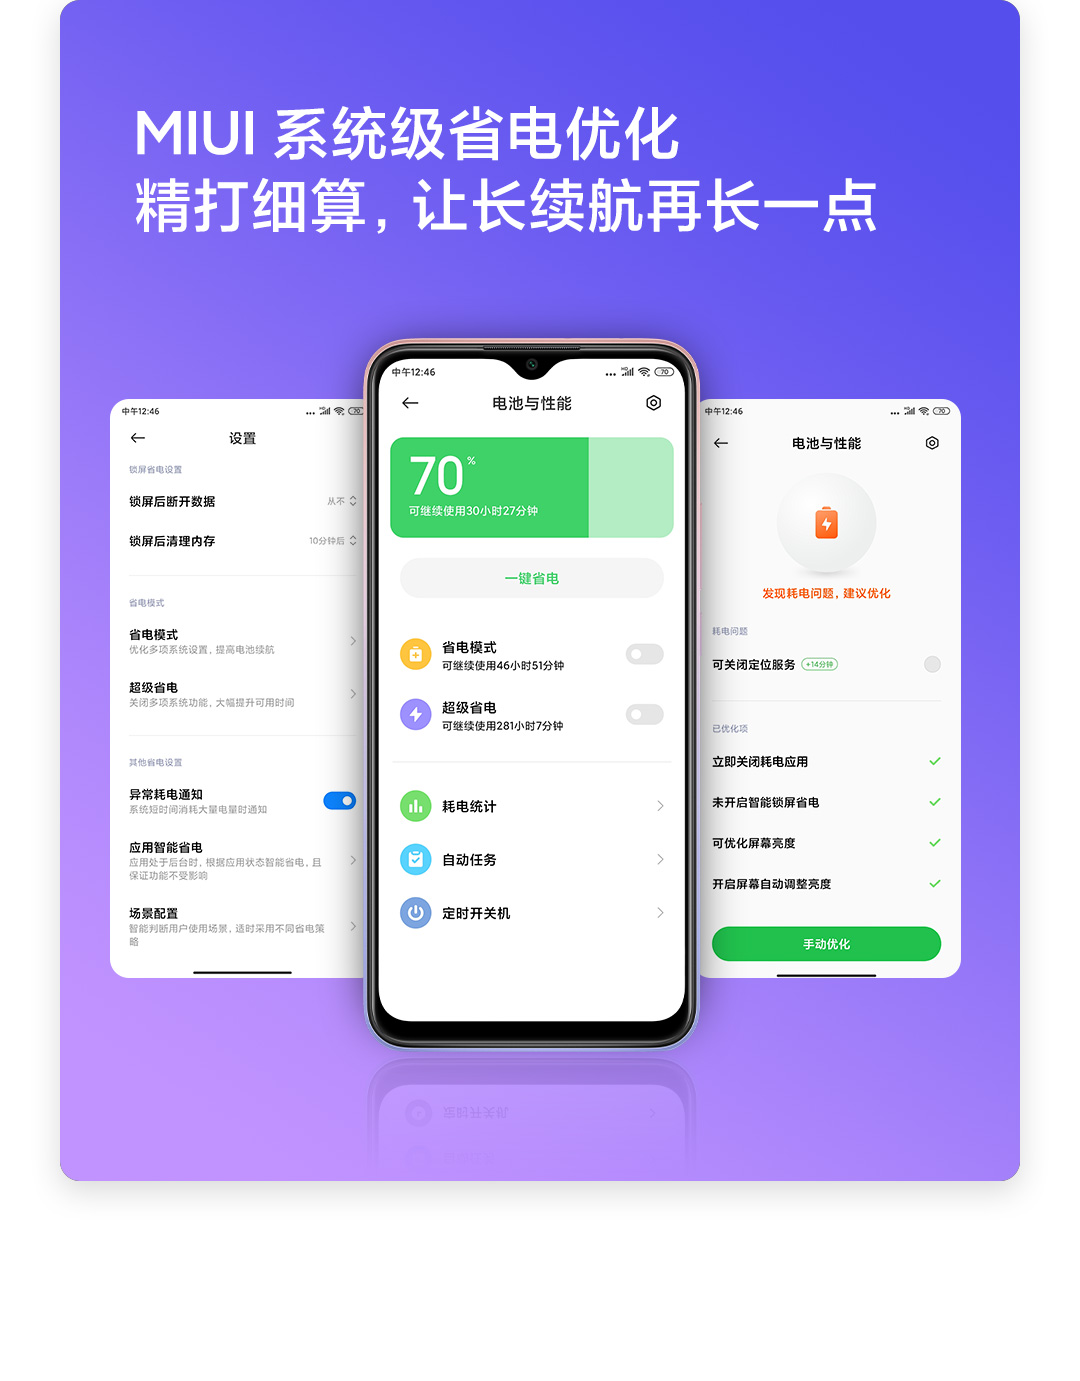 MIUI 系统级省电优化
精打细算，让长续航再长一点
中午12:46
70
设置
锁屏省电设置
锁屏后断开数据
从不
锁屏后清理内存
10分钟后
省电模式
省电模式
优化多项系统设置，提高电池续航
超级省电
关闭多项系统功能，大幅提升可用时间
其他省电设置
异常耗电通知
系统短时间消耗大量电量时通知
应用智能省电
应用处于后台时，根据应用状态智能省电，且
保证功能不受影响
场景配置
智能判断用户使用场景，适时采用不同省电策
略
中午12:46
70
电池与性能
70%
可继续使用30小时27分钟
一键省电
省电模式
可继续使用46小时51分钟
超级省电
可继续使用281小时7分钟
耗电统计
自动任务
定时开关机
中午12:46
70
电池与性能
发现耗电问题，建议优化
耗电问题
可关闭定位服务 +14分钟
已优化项
立即关闭耗电应用
未开启智能锁屏省电
可优化屏幕亮度
开启屏幕自动调整亮度
手动优化